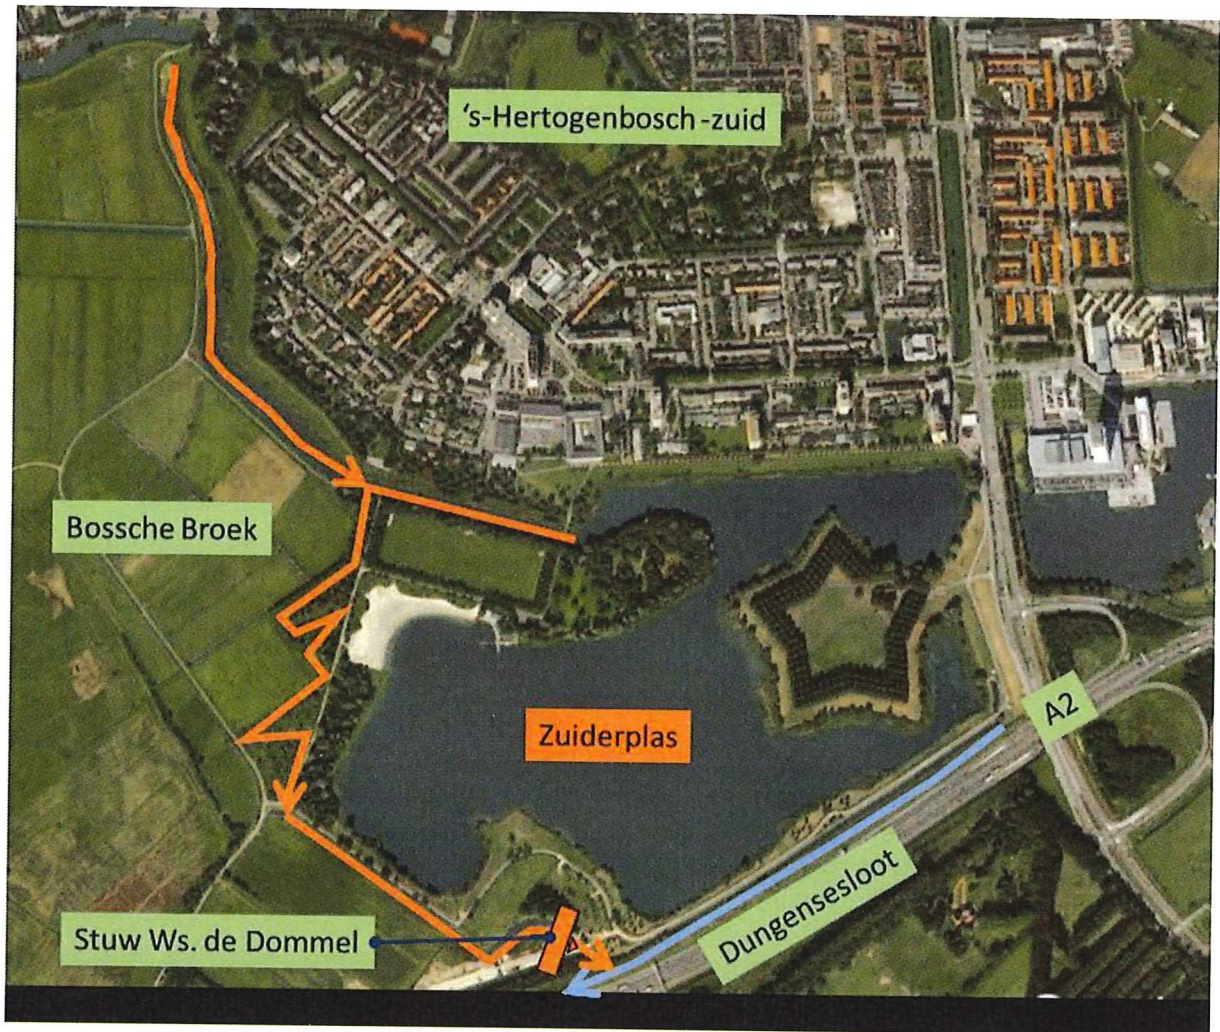 's-Hertogenbosch-zuid
Bossche Broek
Zuiderplas
A2
Dungensesloot
Stuw Ws. de Dommel